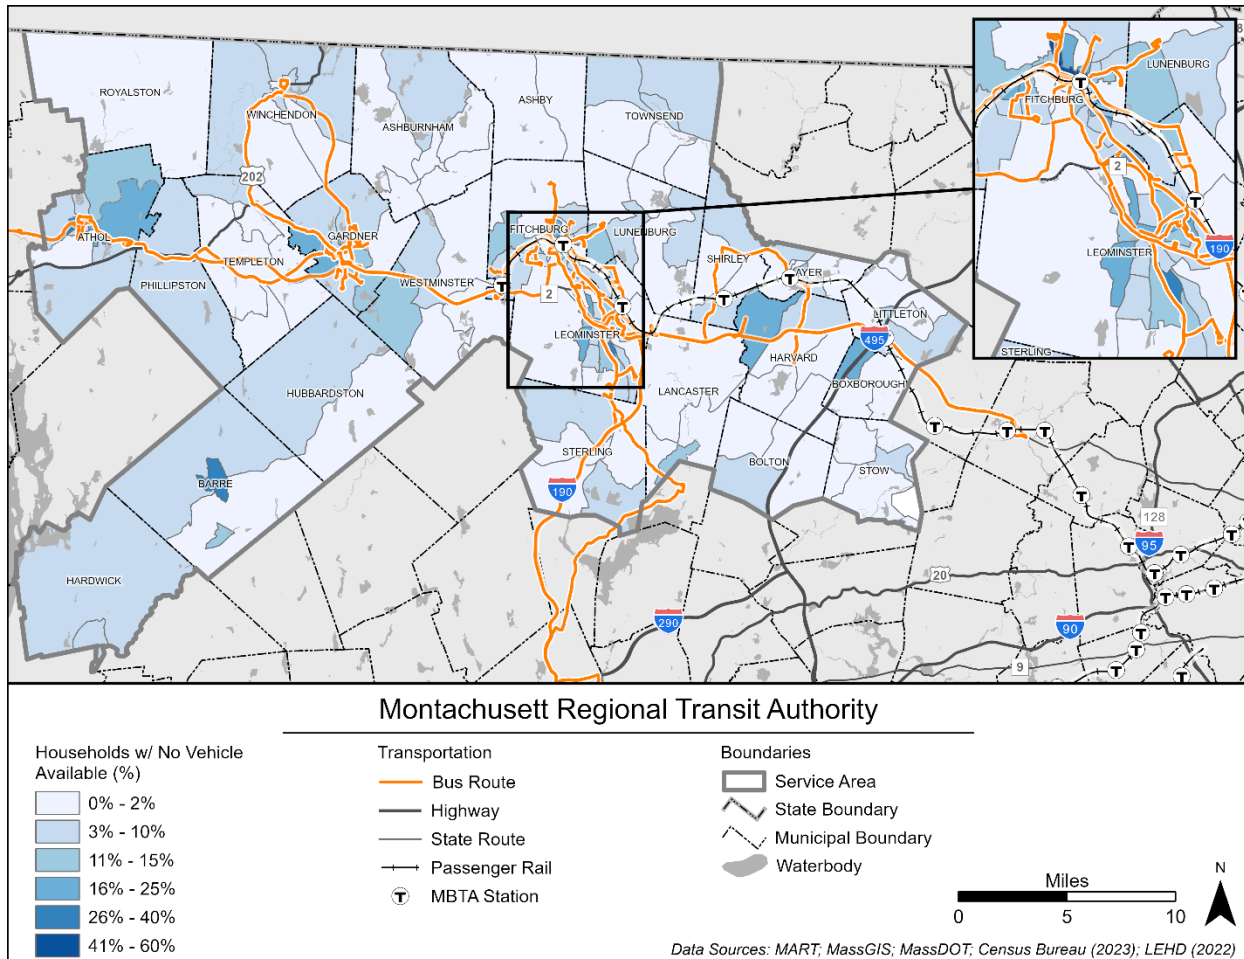 ROYALSTON
WINCHENDON
ASHBURNHAM
ASHBY
TOWNSEND
LUNENBURG
FITCHBURG
2
LEOMINSTER
190
STERLING
202
ATHOL
PHILLIPSTON
TEMPLETON
GARDNER
WESTMINSTER
T
FITCHBURG
T
LUNENBURG
2
T
LEOMINSTER
SHIRLEY
T
AYER
T
LITTLETON
495
HARVARD
BOXBOROUGH
HUBBARDSTON
LANCASTER
BARRE
STERLING
190
BOLTON
STOW
T
T
T
T
128
95
HARDWICK
20
290
90
9
Montachusett Regional Transit Authority
Households w/ No Vehicle
Available (%)
0% - 2%
3% - 10%
11% - 15%
16% - 25%
26% - 40%
41% - 60%
Transportation
Bus Route
Highway
State Route
Passenger Rail
T MBTA Station
Boundaries
Service Area
State Boundary
Municipal Boundary
Waterbody
Miles
0 5 10
N
Data Sources: MART; MassGIS; MassDOT; Census Bureau (2023); LEHD (2022)